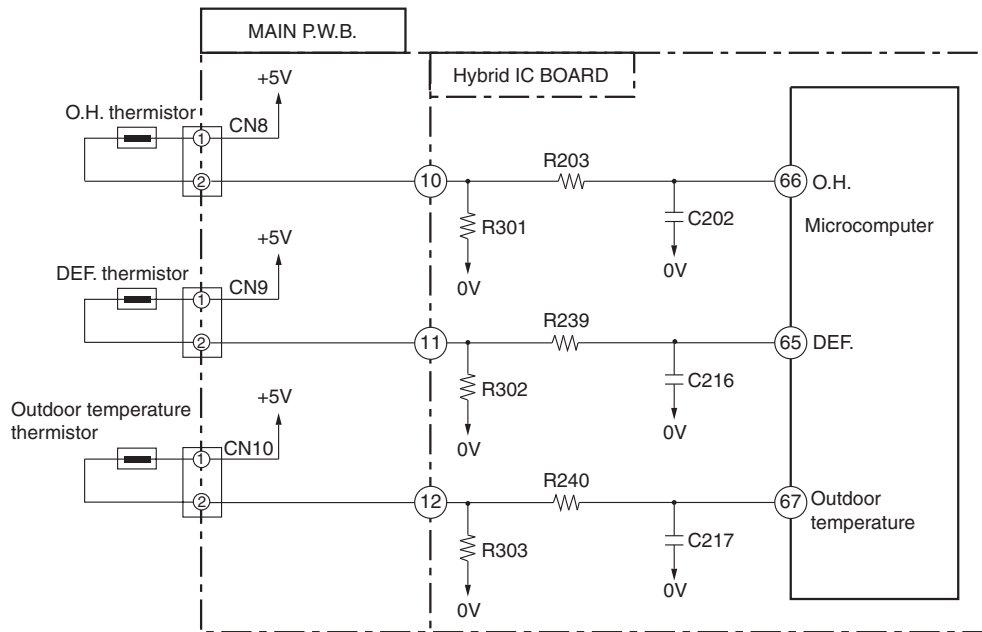 MAIN P.W.B.
Hybrid IC BOARD
+5V
O.H. thermistor
CN8
1
2
10
R203
66
O.H.
R301
C202
Microcomputer
0V
0V
+5V
DEF. thermistor
CN9
1
2
11
R239
65
DEF.
R302
C216
0V
0V
+5V
Outdoor temperature
thermistor
CN10
1
2
12
R240
67
Outdoor
temperature
R303
C217
0V
0V